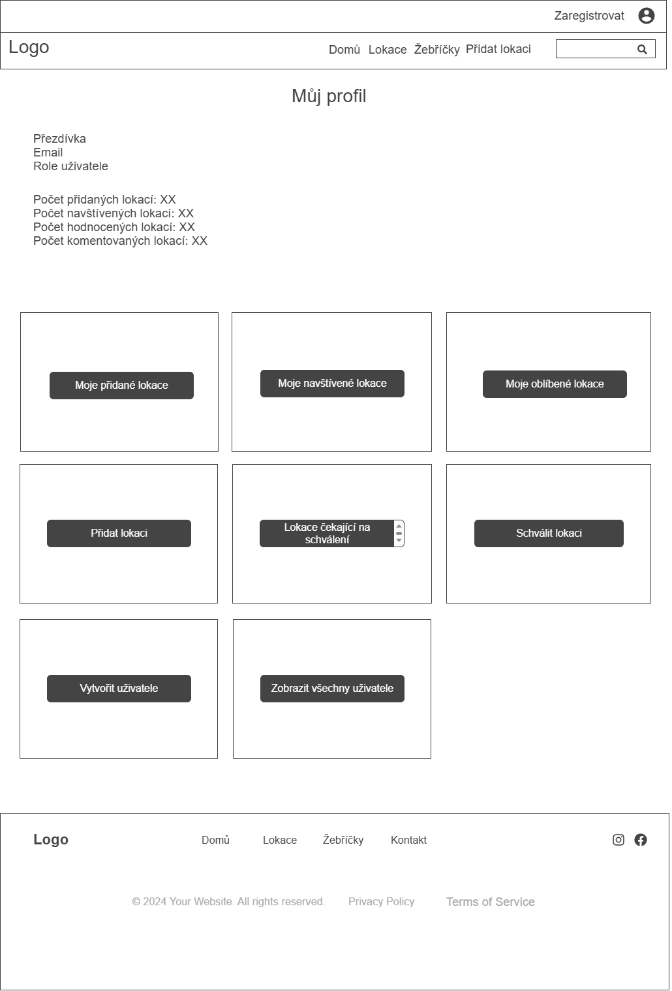 Zaregistrovat
Logo
Domů Lokace Žebříčky Přidat lokaci
Můj profil
Přezdívka
Email
Role uživatele
Počet přidaných lokací: XX
Počet navštívených lokací: XX
Počet hodnocených lokací: XX
Počet komentovaných lokací: XX
Moje přidané lokace
Moje navštívené lokace
Moje oblíbené lokace
Přidat lokaci
Lokace čekající na
schválení
Schválit lokaci
Vytvořit uživatele
Zobrazit všechny uživatele
Logo
Domů Lokace Žebříčky Kontakt
© 2024 Your Website. All rights reserved. Privacy Policy Terms of Service